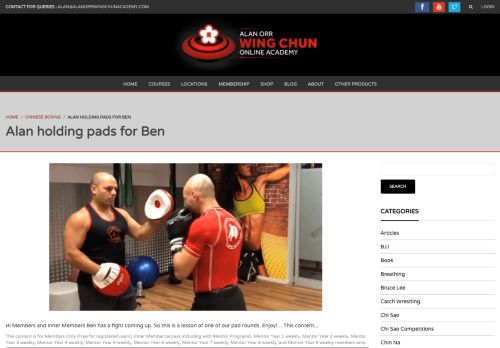 CONTACT FOR QUERIES : ALAN@ALANORRWINGCHUNACADEMY.COM
LOGIN
ALAN ORR
WING CHUN
ONLINE ACADEMY
HOME COURSES LOCATIONS MEMBERSHIP SHOP BLOG ABOUT OTHER PRODUCTS
HOME / CHINESE BOXING / ALAN HOLDING PADS FOR BEN
Alan holding pads for Ben
SEARCH
CATEGORIES
Articles
BJJ
Book
Breathing
Bruce Lee
Catch Wrestling
Chi Sao
Chi Sao Competitions
Chin Na
Hi Members and Inner Members Ben has a fight coming up. So this is a lesson of one of our pad rounds. Enjoy! ... This content...
This content is for Members Only (Free for registered users), Inner Member (access including with Mentor Programs), Mentor Year 1 weekly, Mentor Year 2 weekly, Mentor
Year 3 weekly, Mentor Year 4 weekly, Mentor Year 5 weekly, Mentor Year 6 weekly, Mentor Year 7 weekly, Mentor Year 8 weekly, and Mentor Year 9 weekly members only.